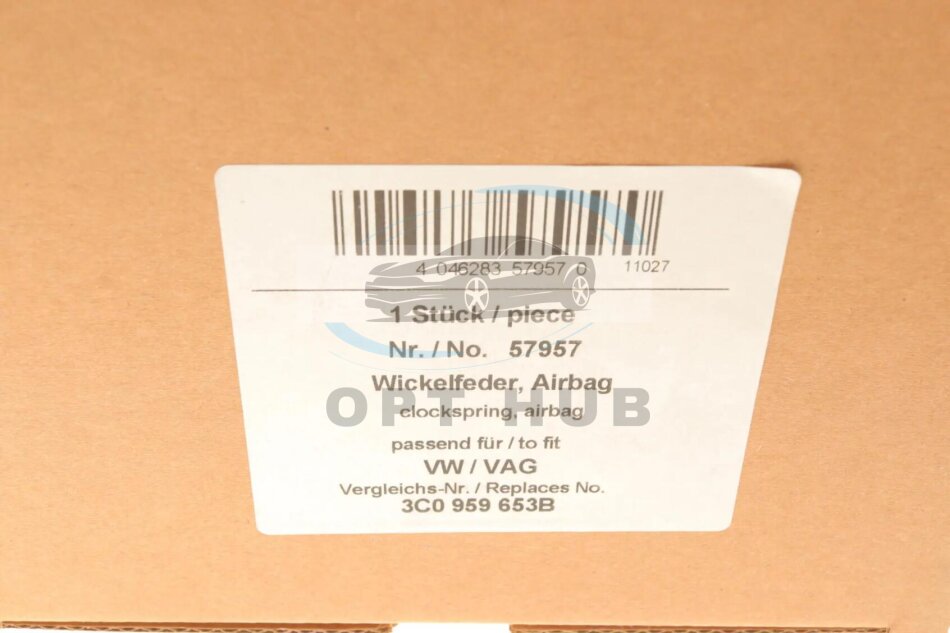 4 046283 57957 0 11027
1 Stück / piece
Nr. / No. 57957
Wickelfeder, Airbag
OPT HUB
clockspring, airbag
passend für / to fit
VW / VAG
Vergleichs-Nr. / Replaces No.
3C0 959 653B